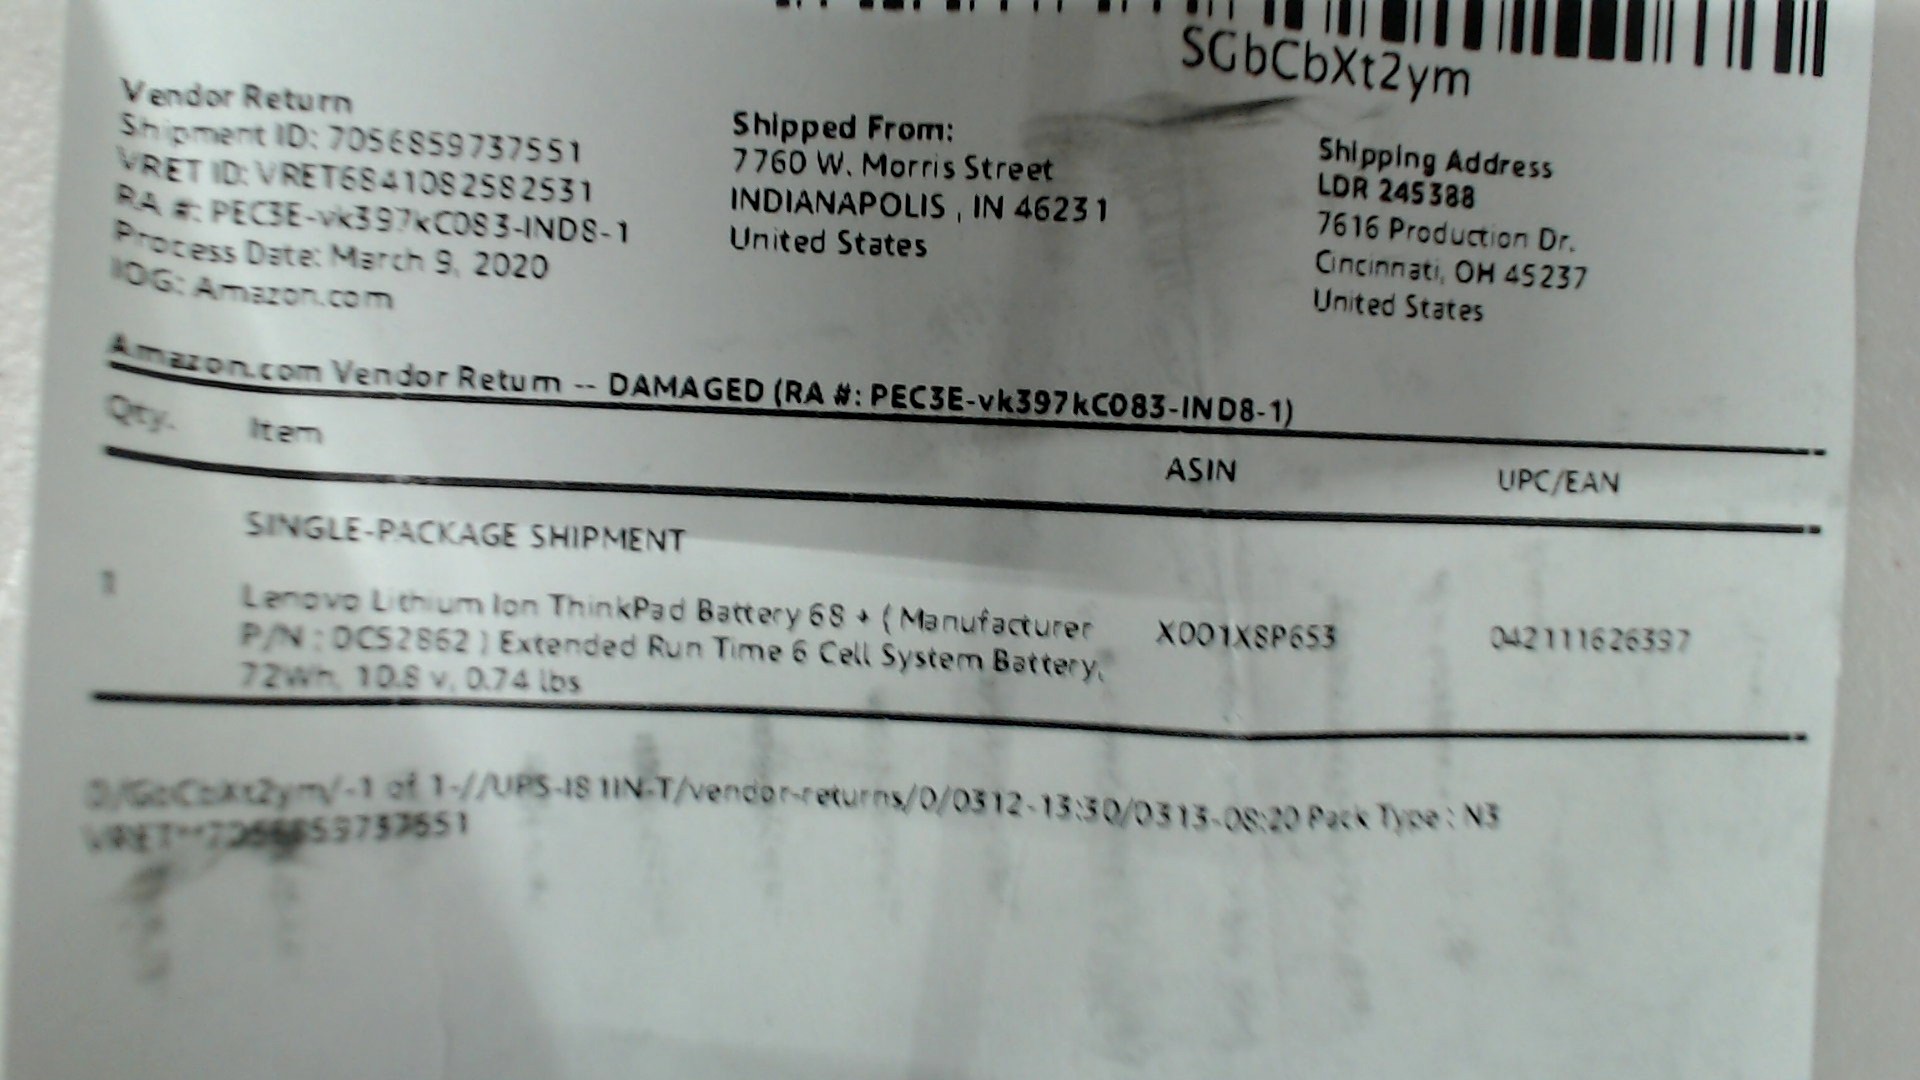 SGbCbXt2ym
Vendor Return
Shipment ID: 7056859737551
VRET ID: VRET6841082582531
RA #: PEC3E-vk397kC083-IND8-1
Process Date: March 9, 2020
IOG: Amazon.com
Shipped From:
7760 W. Morris Street
INDIANAPOLIS , IN 46231
United States
Shipping Address
LDR 245388
7616 Production Dr.
Cincinnati, OH 45237
United States
Amazon.com Vendor Return -- DAMAGED (RA #: PEC3E-vk397kC083-IND8-1)
Qty. Item ASIN UPC/EAN
SINGLE-PACKAGE SHIPMENT
1 Lenovo Lithium Ion ThinkPad Battery 68 + ( Manufacturer
P/N : 0C52862 ) Extended Run Time 6 Cell System Battery,
72Wh, 10.8 v, 0.74 lbs
X001X8P653 042111626397
of 1-//UPS-I81IN-T/vendor-returns/0/0312-13:30/0313-08:20 Pack Type : N3